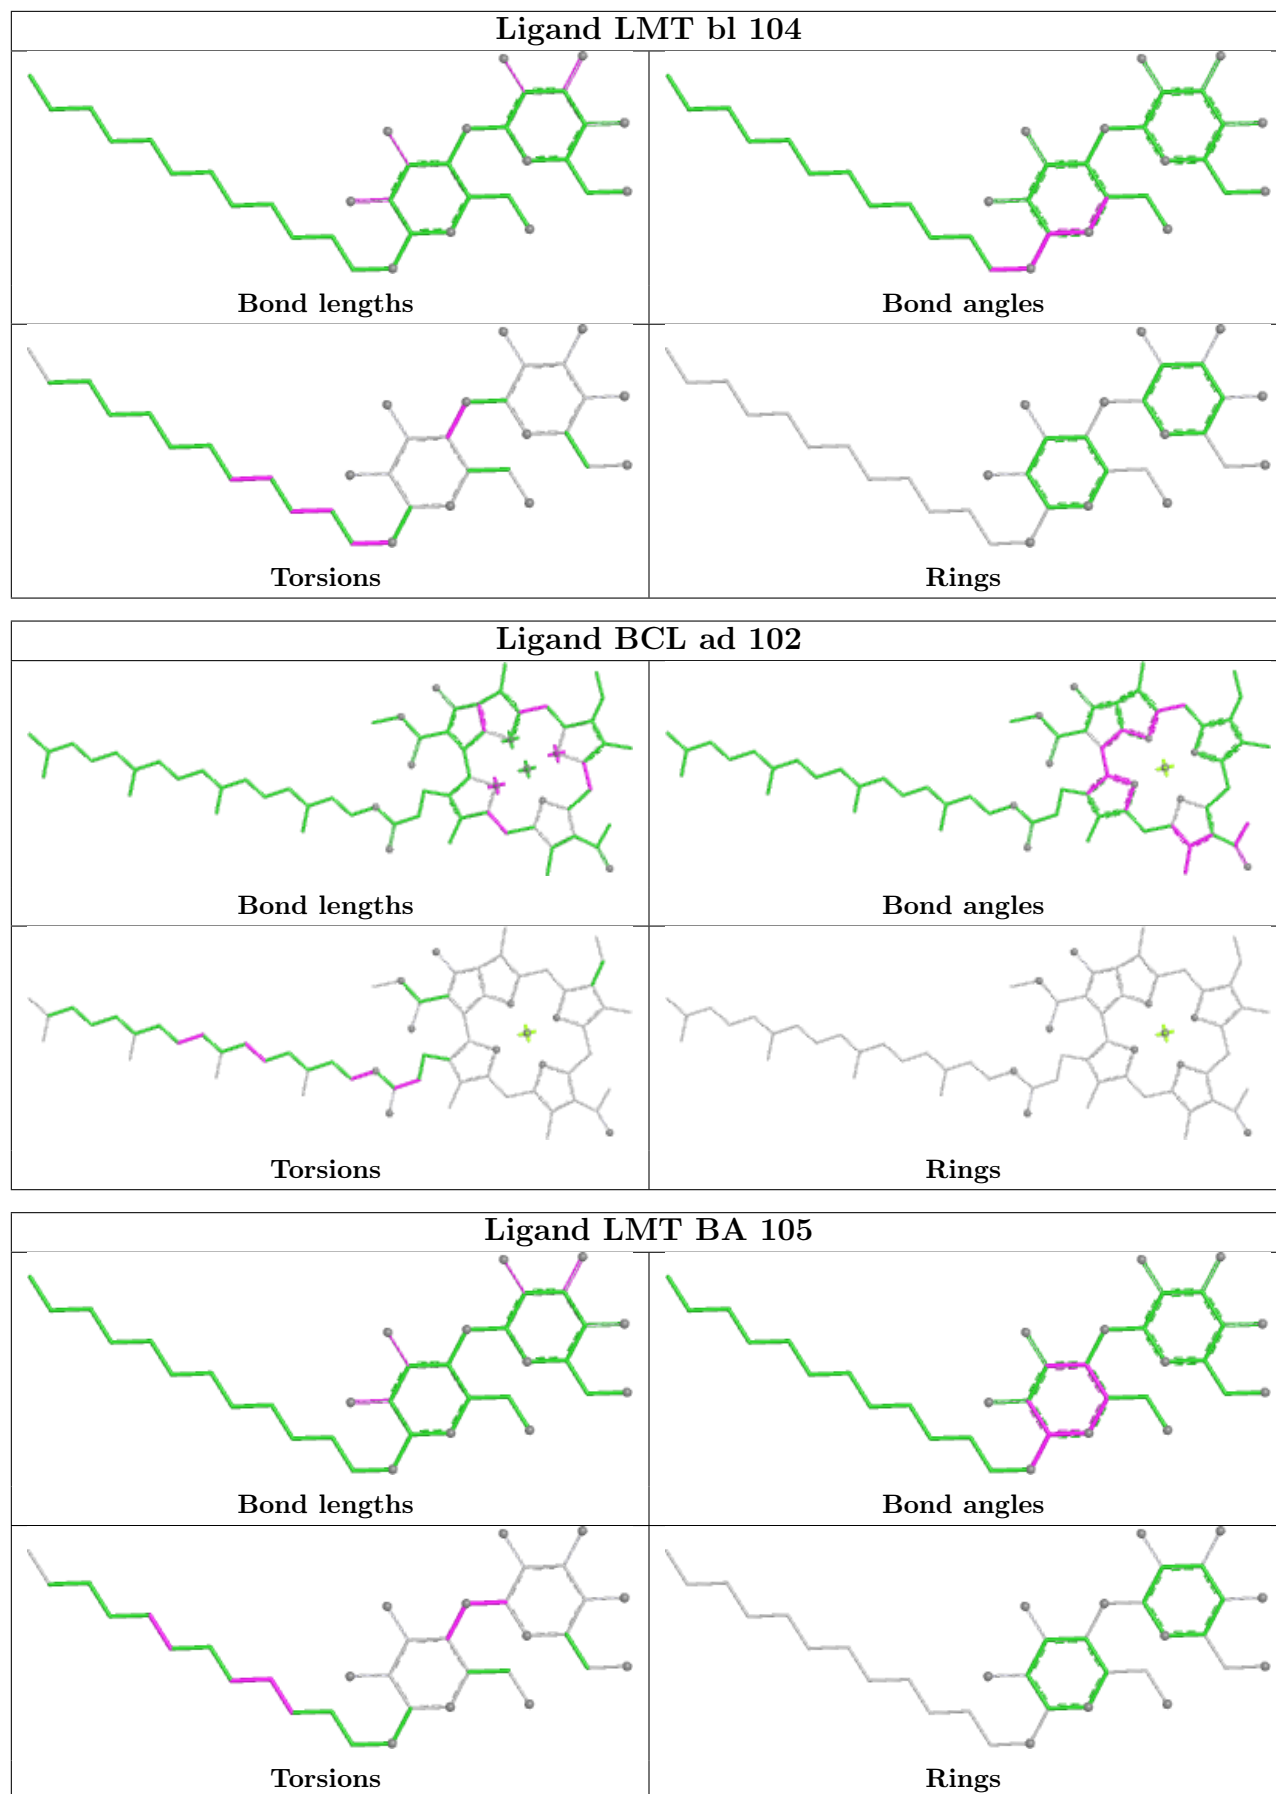 Ligand LMT bl 104
Bond lengths
Bond angles
Torsions
Rings
Ligand BCL ad 102
Bond lengths
Bond angles
Torsions
Rings
Ligand LMT BA 105
Bond lengths
Bond angles
Torsions
Rings